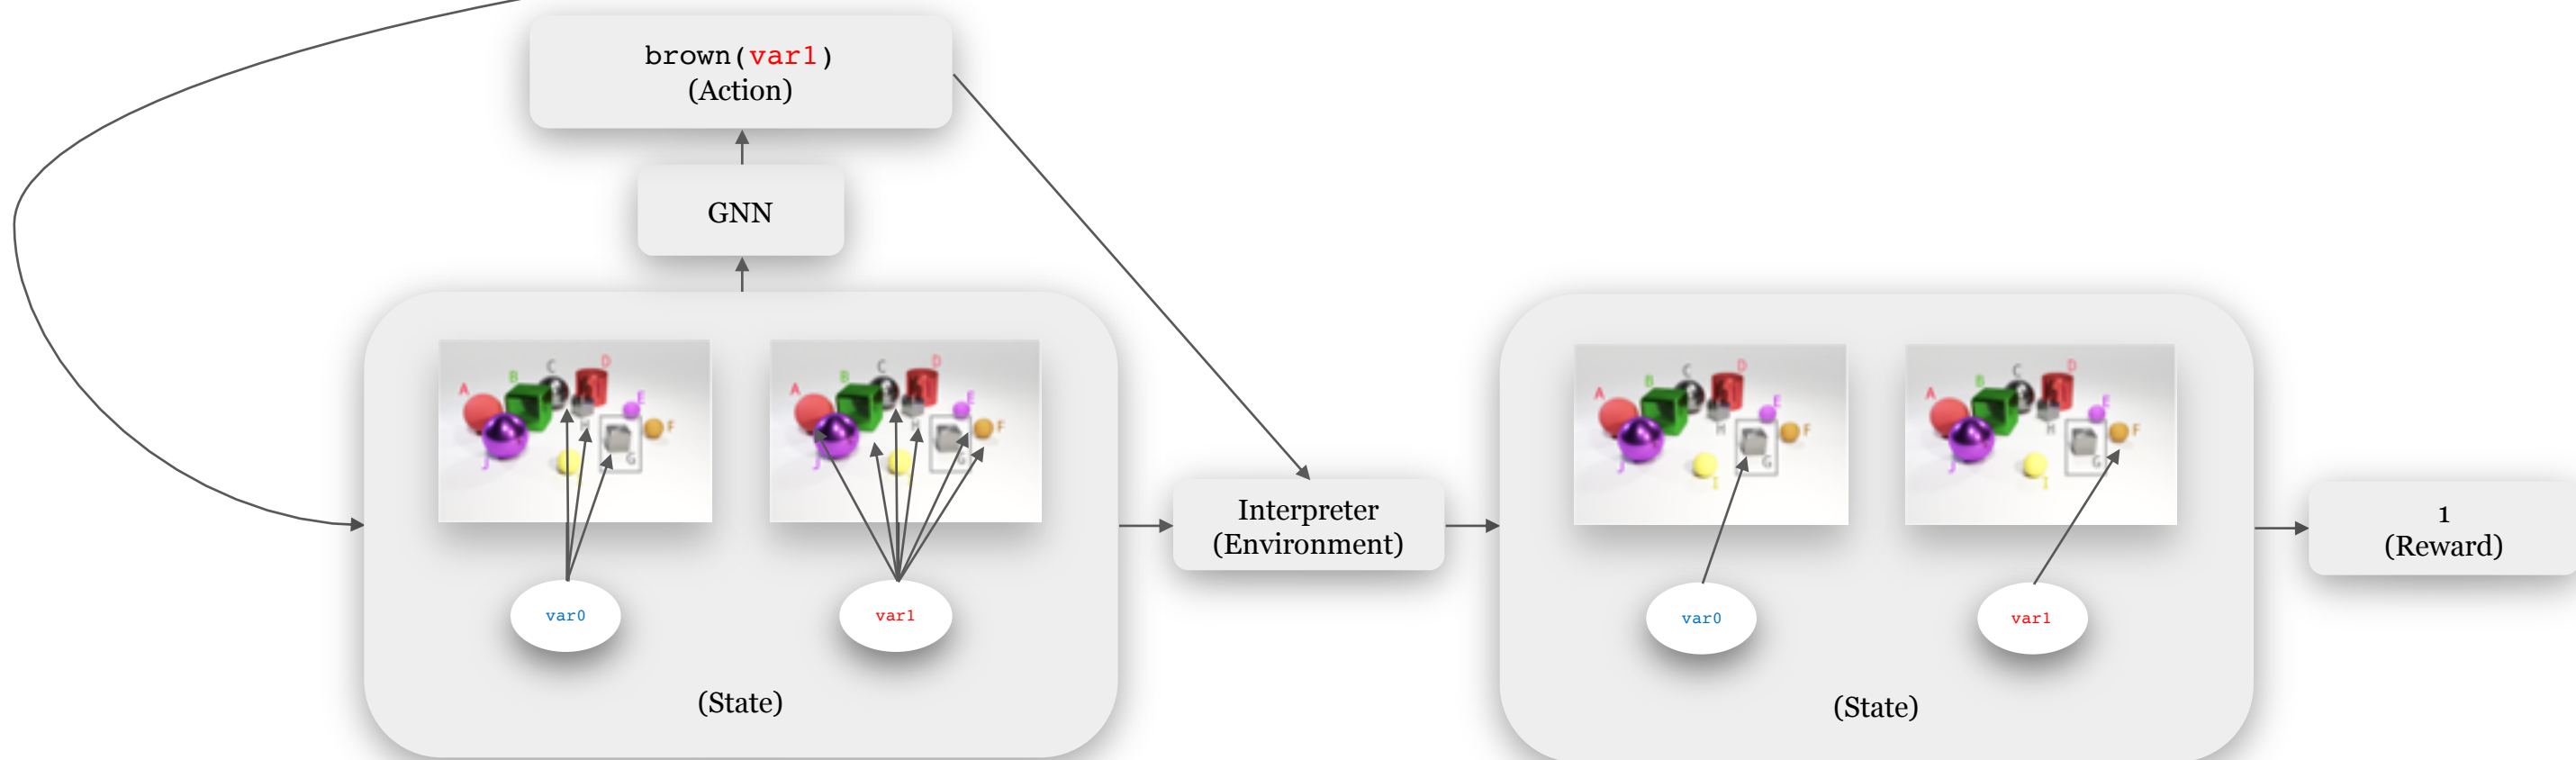 brown(var1)
(Action)
GNN
A
B
C
D
E
F
G
H
J
var0
A
B
C
D
E
F
G
H
J
var1
(State)
Interpreter
(Environment)
A
B
C
D
E
F
G
H
I
J
var0
A
B
C
D
E
F
G
H
I
J
var1
(State)
1
(Reward)